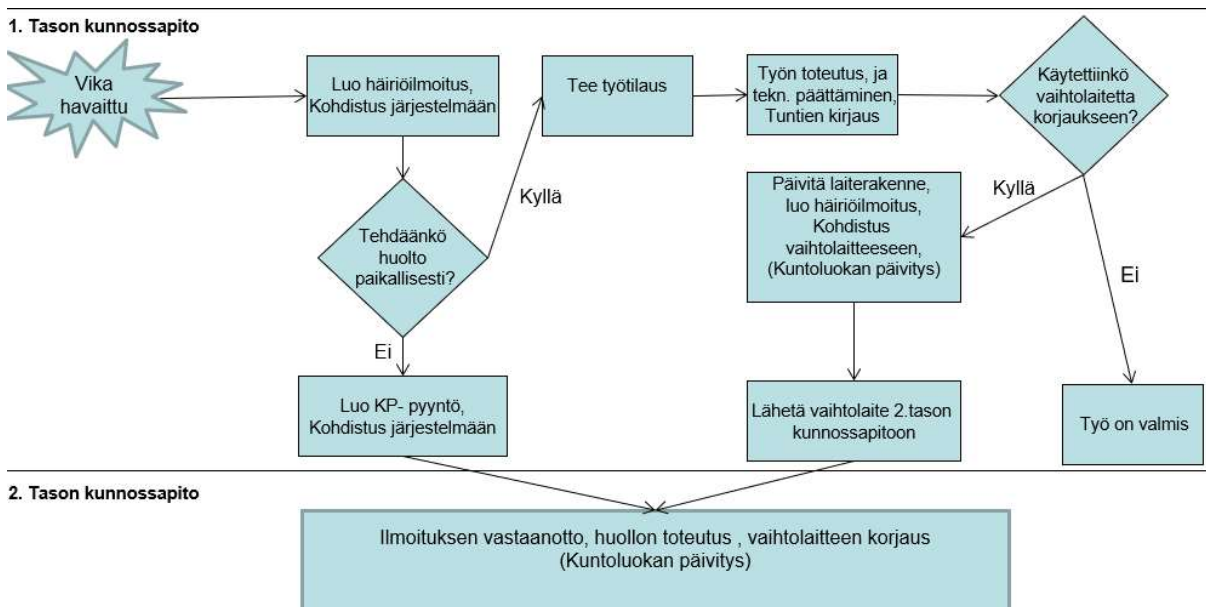 1. Tason kunnossapito
Vika
havaittu
Luo häiriöilmoitus,
Kohdistus järjestelmään
Tee työtilaus
Työn toteutus, ja
tekn. päättäminen,
Tuntien kirjaus
Käytettiinkö
vaihtolaitetta
korjaukseen?
Kyllä
Tehdäänkö
huolto
paikallisesti?
Päivitä laiterakenne,
luo häiriöilmoitus,
Kohdistus
vaihtolaitteeseen,
(Kuntoluokan päivitys)
Kyllä
Ei
Ei
Luo KP- pyyntö,
Kohdistus järjestelmään
Lähetä vaihtolaite 2.tason
kunnossapitoon
Työ on valmis
2. Tason kunnossapito
Ilmoituksen vastaanotto, huollon toteutus , vaihtolaitteen korjaus
(Kuntoluokan päivitys)